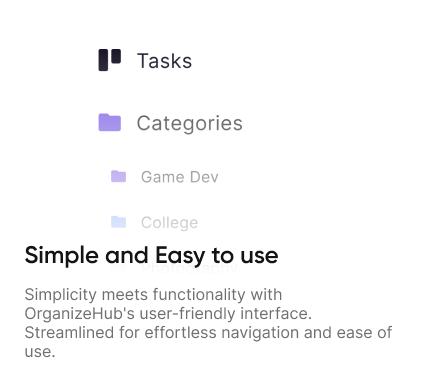 Tasks
Categories
Game Dev
College
Simple and Easy to use
Simplicity meets functionality with
OrganizeHub's user-friendly interface.
Streamlined for effortless navigation and ease of
use.